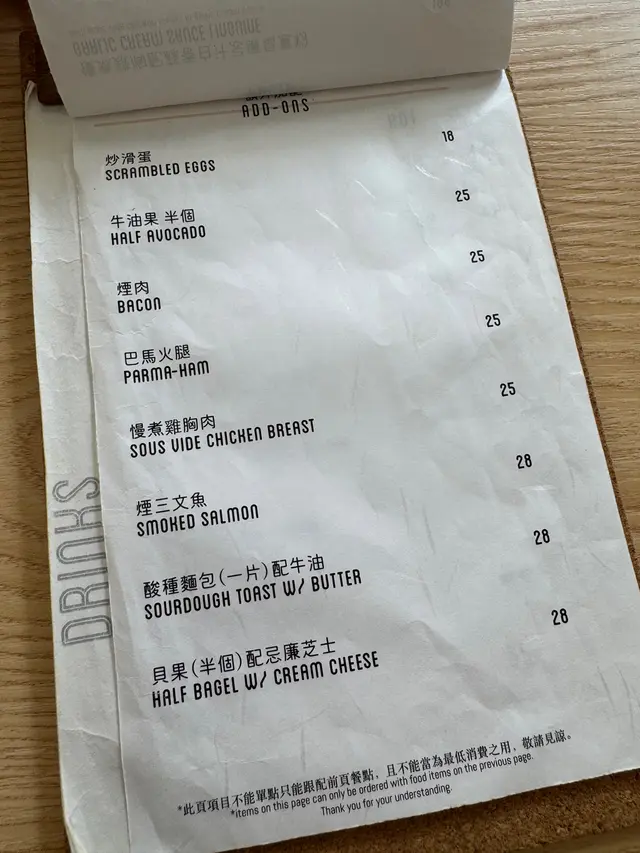 GARLIC CREAM SAUCE LINGUINE
ADD-ONS
炒滑蛋
SCRAMBLED EGGS
18
牛油果 半個
HALF AVOCADO
25
煙肉
BACON
25
巴馬火腿
PARMA-HAM
25
慢煮雞胸肉
SOUS VIDE CHICKEN BREAST
25
煙三文魚
SMOKED SALMON
28
酸種麵包(一片)配牛油
SOURDOUGH TOAST W/ BUTTER
28
貝果(半個)配忌廉芝士
HALF BAGEL W/ CREAM CHEESE
28
*此頁項目不能單點只能跟配前頁餐點，且不能當為最低消費之用，敬請見諒。
*items on this page can only be ordered with food items on the previous page.
Thank you for your understanding.
DRINKS